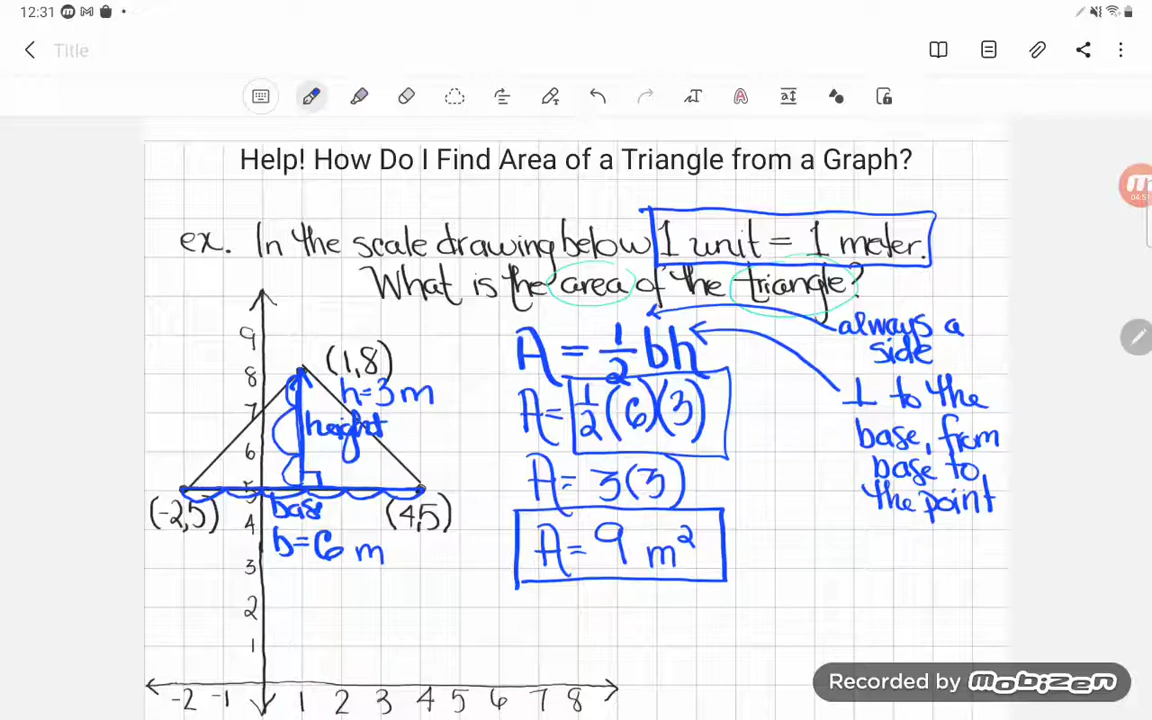 12:31
Title
Help! How Do I Find Area of a Triangle from a Graph?
ex. In the scale drawing below 1 unit = 1 meter.
What is the area of the triangle?
always a
side
A = 1/2 bh
⊥ to the
base, from
base to
the point
A = 1/2 (6)(3)
A = 3(3)
A = 9 m²
(1,8)
h = 3 m
height
(-2,5)
base
(4,5)
b = 6 m
9
8
7
6
5
4
3
2
1
-2 -1 1 2 3 4 5 6 7 8
Recorded by mobizen